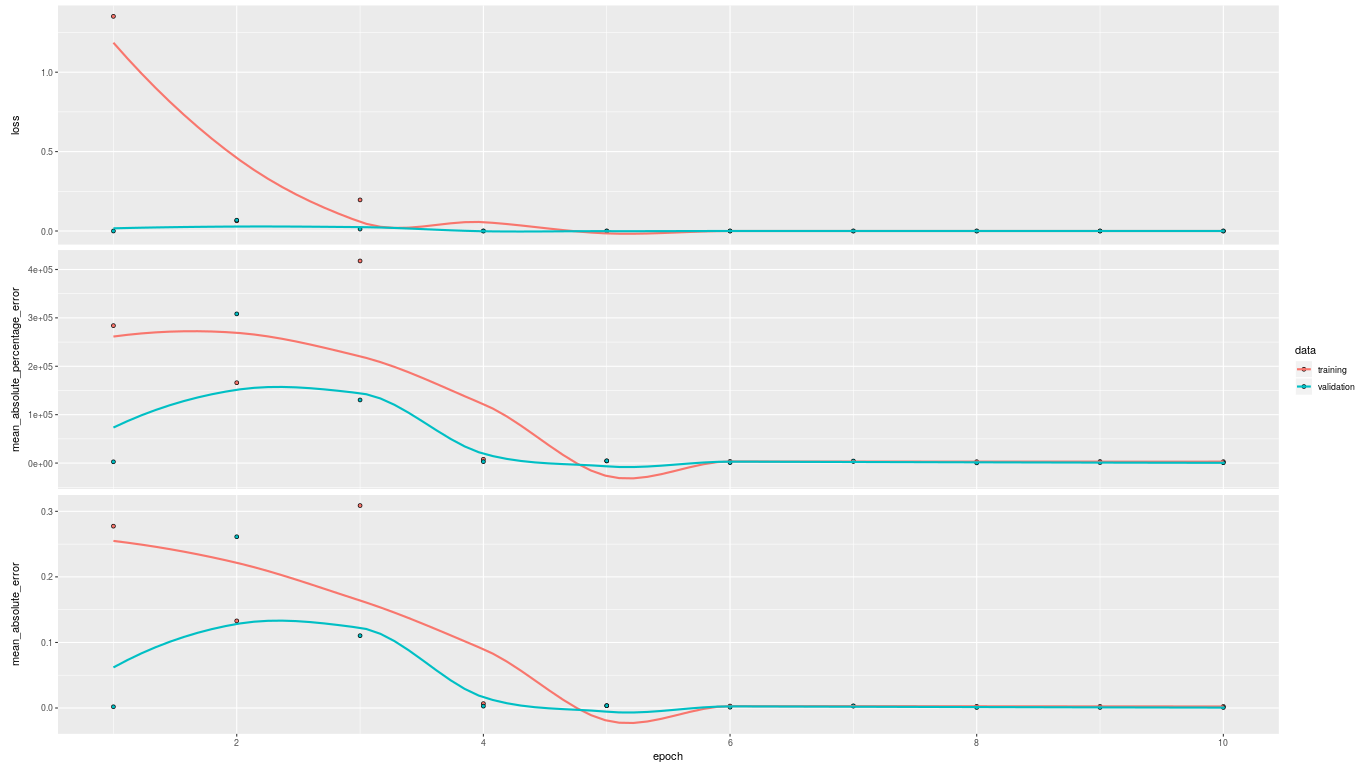 loss
1.0
0.5
0.0
mean_absolute_percentage_error
4e+05
3e+05
2e+05
1e+05
0e+00
mean_absolute_error
0.3
0.2
0.1
0.0
2 4 6 8 10
epoch
data
training
validation